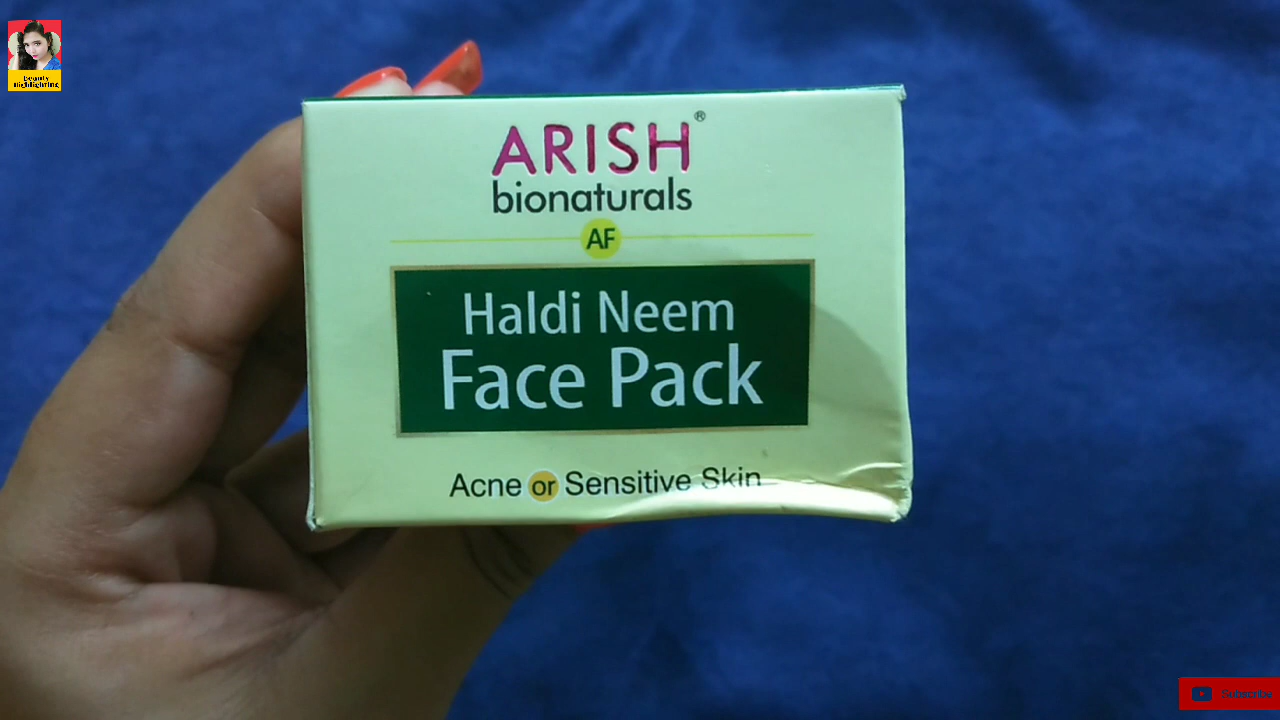 beauty
Highlighting
ARISH®
bionaturals
AF
Haldi Neem
Face Pack
Acne or Sensitive Skin
Subscribe